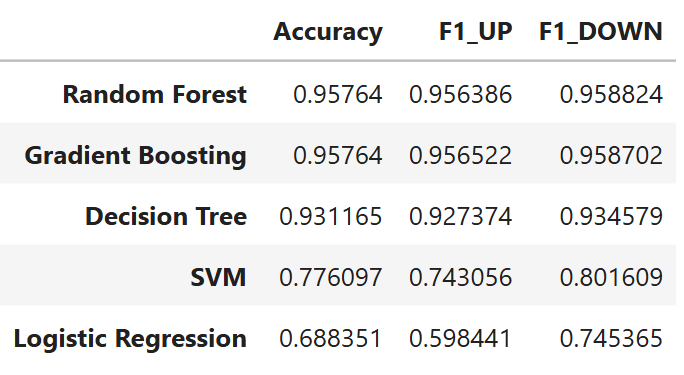 Accuracy F1_UP F1_DOWN
Random Forest 0.95764 0.956386 0.958824
Gradient Boosting 0.95764 0.956522 0.958702
Decision Tree 0.931165 0.927374 0.934579
SVM 0.776097 0.743056 0.801609
Logistic Regression 0.688351 0.598441 0.745365